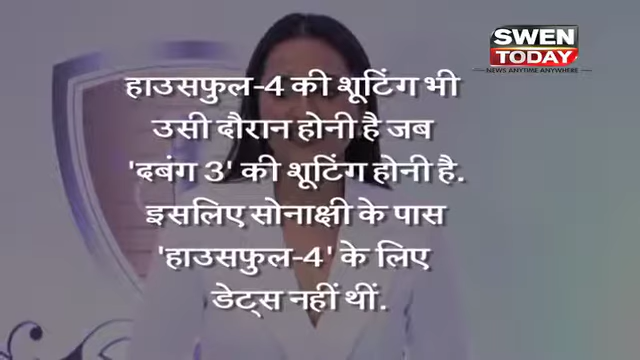 SWEN
TODAY
NEWS ANYTIME ANYWHERE
हाउसफुल-4 की शूटिंग भी
उसी दौरान होनी है जब
'दबंग 3' की शूटिंग होनी है.
इसलिए सोनाक्षी के पास
'हाउसफुल-4' के लिए
डेट्स नहीं थीं.